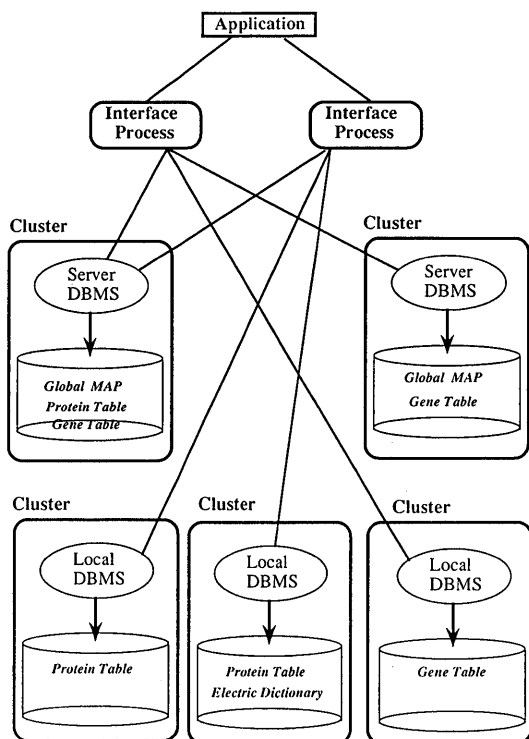 Application
Interface
Process
Interface
Process
Cluster
Server
DBMS
Global MAP
Protein Table
Gene Table
Cluster
Server
DBMS
Global MAP
Gene Table
Cluster
Local
DBMS
Protein Table
Cluster
Local
DBMS
Protein Table
Electric Dictionary
Cluster
Local
DBMS
Gene Table